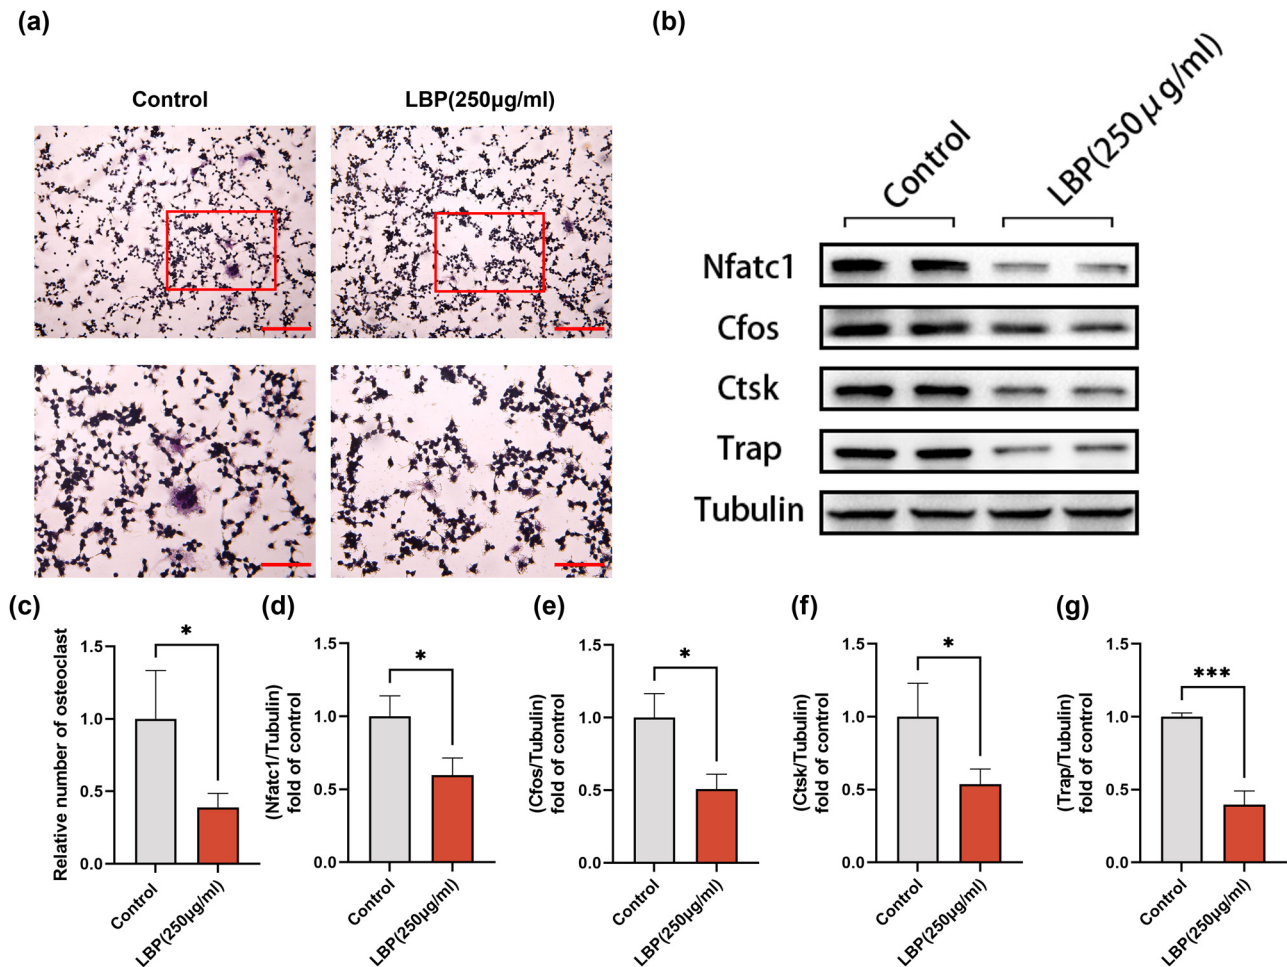 (a)
Control
LBP(250μg/ml)
(b)
Control
LBP(250μg/ml)
Nfatc1
Cfos
Ctsk
Trap
Tubulin
(c)
Relative number of osteoclast
1.5
1.0
0.5
0.0
*
Control
LBP(250μg/ml)
(d)
(Nfatc1/Tubulin)
fold of control
1.5
1.0
0.5
0.0
*
Control
LBP(250μg/ml)
(e)
(Cfos/Tubulin)
fold of control
1.5
1.0
0.5
0.0
*
Control
LBP(250μg/ml)
(f)
(Ctsk/Tubulin)
fold of control
1.5
1.0
0.5
0.0
*
Control
LBP(250μg/ml)
(g)
(Trap/Tubulin)
fold of control
1.5
1.0
0.5
0.0
***
Control
LBP(250μg/ml)